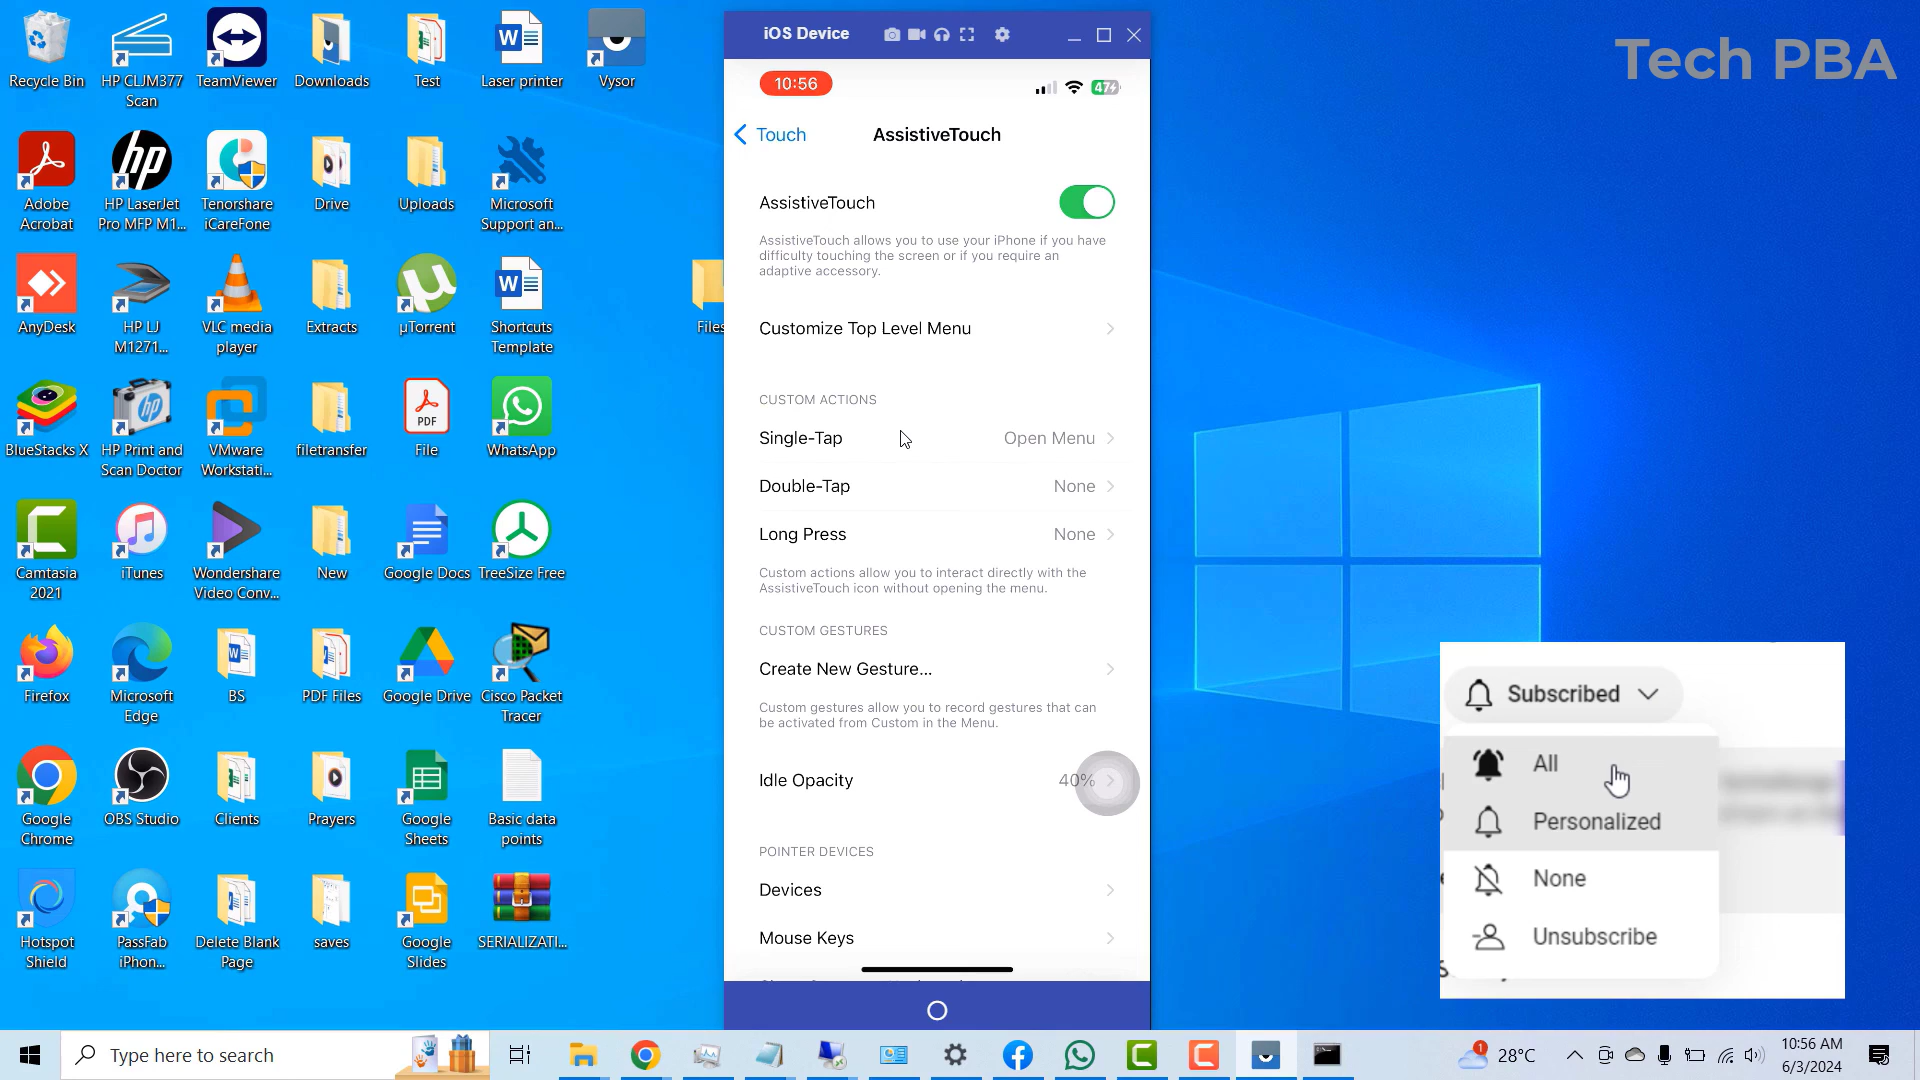 Tech PBA
Recycle Bin
HP CLJM377
Scan
TeamViewer
Downloads
Test
Laser printer
Vysor
Adobe
Acrobat
HP LaserJet
Pro MFP M1...
Tenorshare
iCareFone
Drive
Uploads
Microsoft
Support an...
AnyDesk
HP LJ
M1271...
VLC media
player
Extracts
µTorrent
Shortcuts
Template
Files
BlueStacks X
HP Print and
Scan Doctor
VMware
Workstati...
filetransfer
PDF
File
WhatsApp
Camtasia
2021
iTunes
Wondershare
Video Conv...
New
Google Docs
TreeSize Free
Firefox
Microsoft
Edge
BS
PDF Files
Google Drive
Cisco Packet
Tracer
Google
Chrome
OBS Studio
Clients
Prayers
Google
Sheets
Basic data
points
Hotspot
Shield
PassFab
iPhon...
Delete Blank
Page
saves
Google
Slides
SERIALIZATI...
iOS Device
10:56
47
Touch
AssistiveTouch
AssistiveTouch
AssistiveTouch allows you to use your iPhone if you have
difficulty touching the screen or if you require an
adaptive accessory.
Customize Top Level Menu
CUSTOM ACTIONS
Single-Tap Open Menu
Double-Tap None
Long Press None
Custom actions allow you to interact directly with the
AssistiveTouch icon without opening the menu.
CUSTOM GESTURES
Create New Gesture...
Custom gestures allow you to record gestures that can
be activated from Custom in the Menu.
Idle Opacity 40%
POINTER DEVICES
Devices
Mouse Keys
Subscribed
All
Personalized
None
Unsubscribe
Type here to search
1
28°C
10:56 AM
6/3/2024